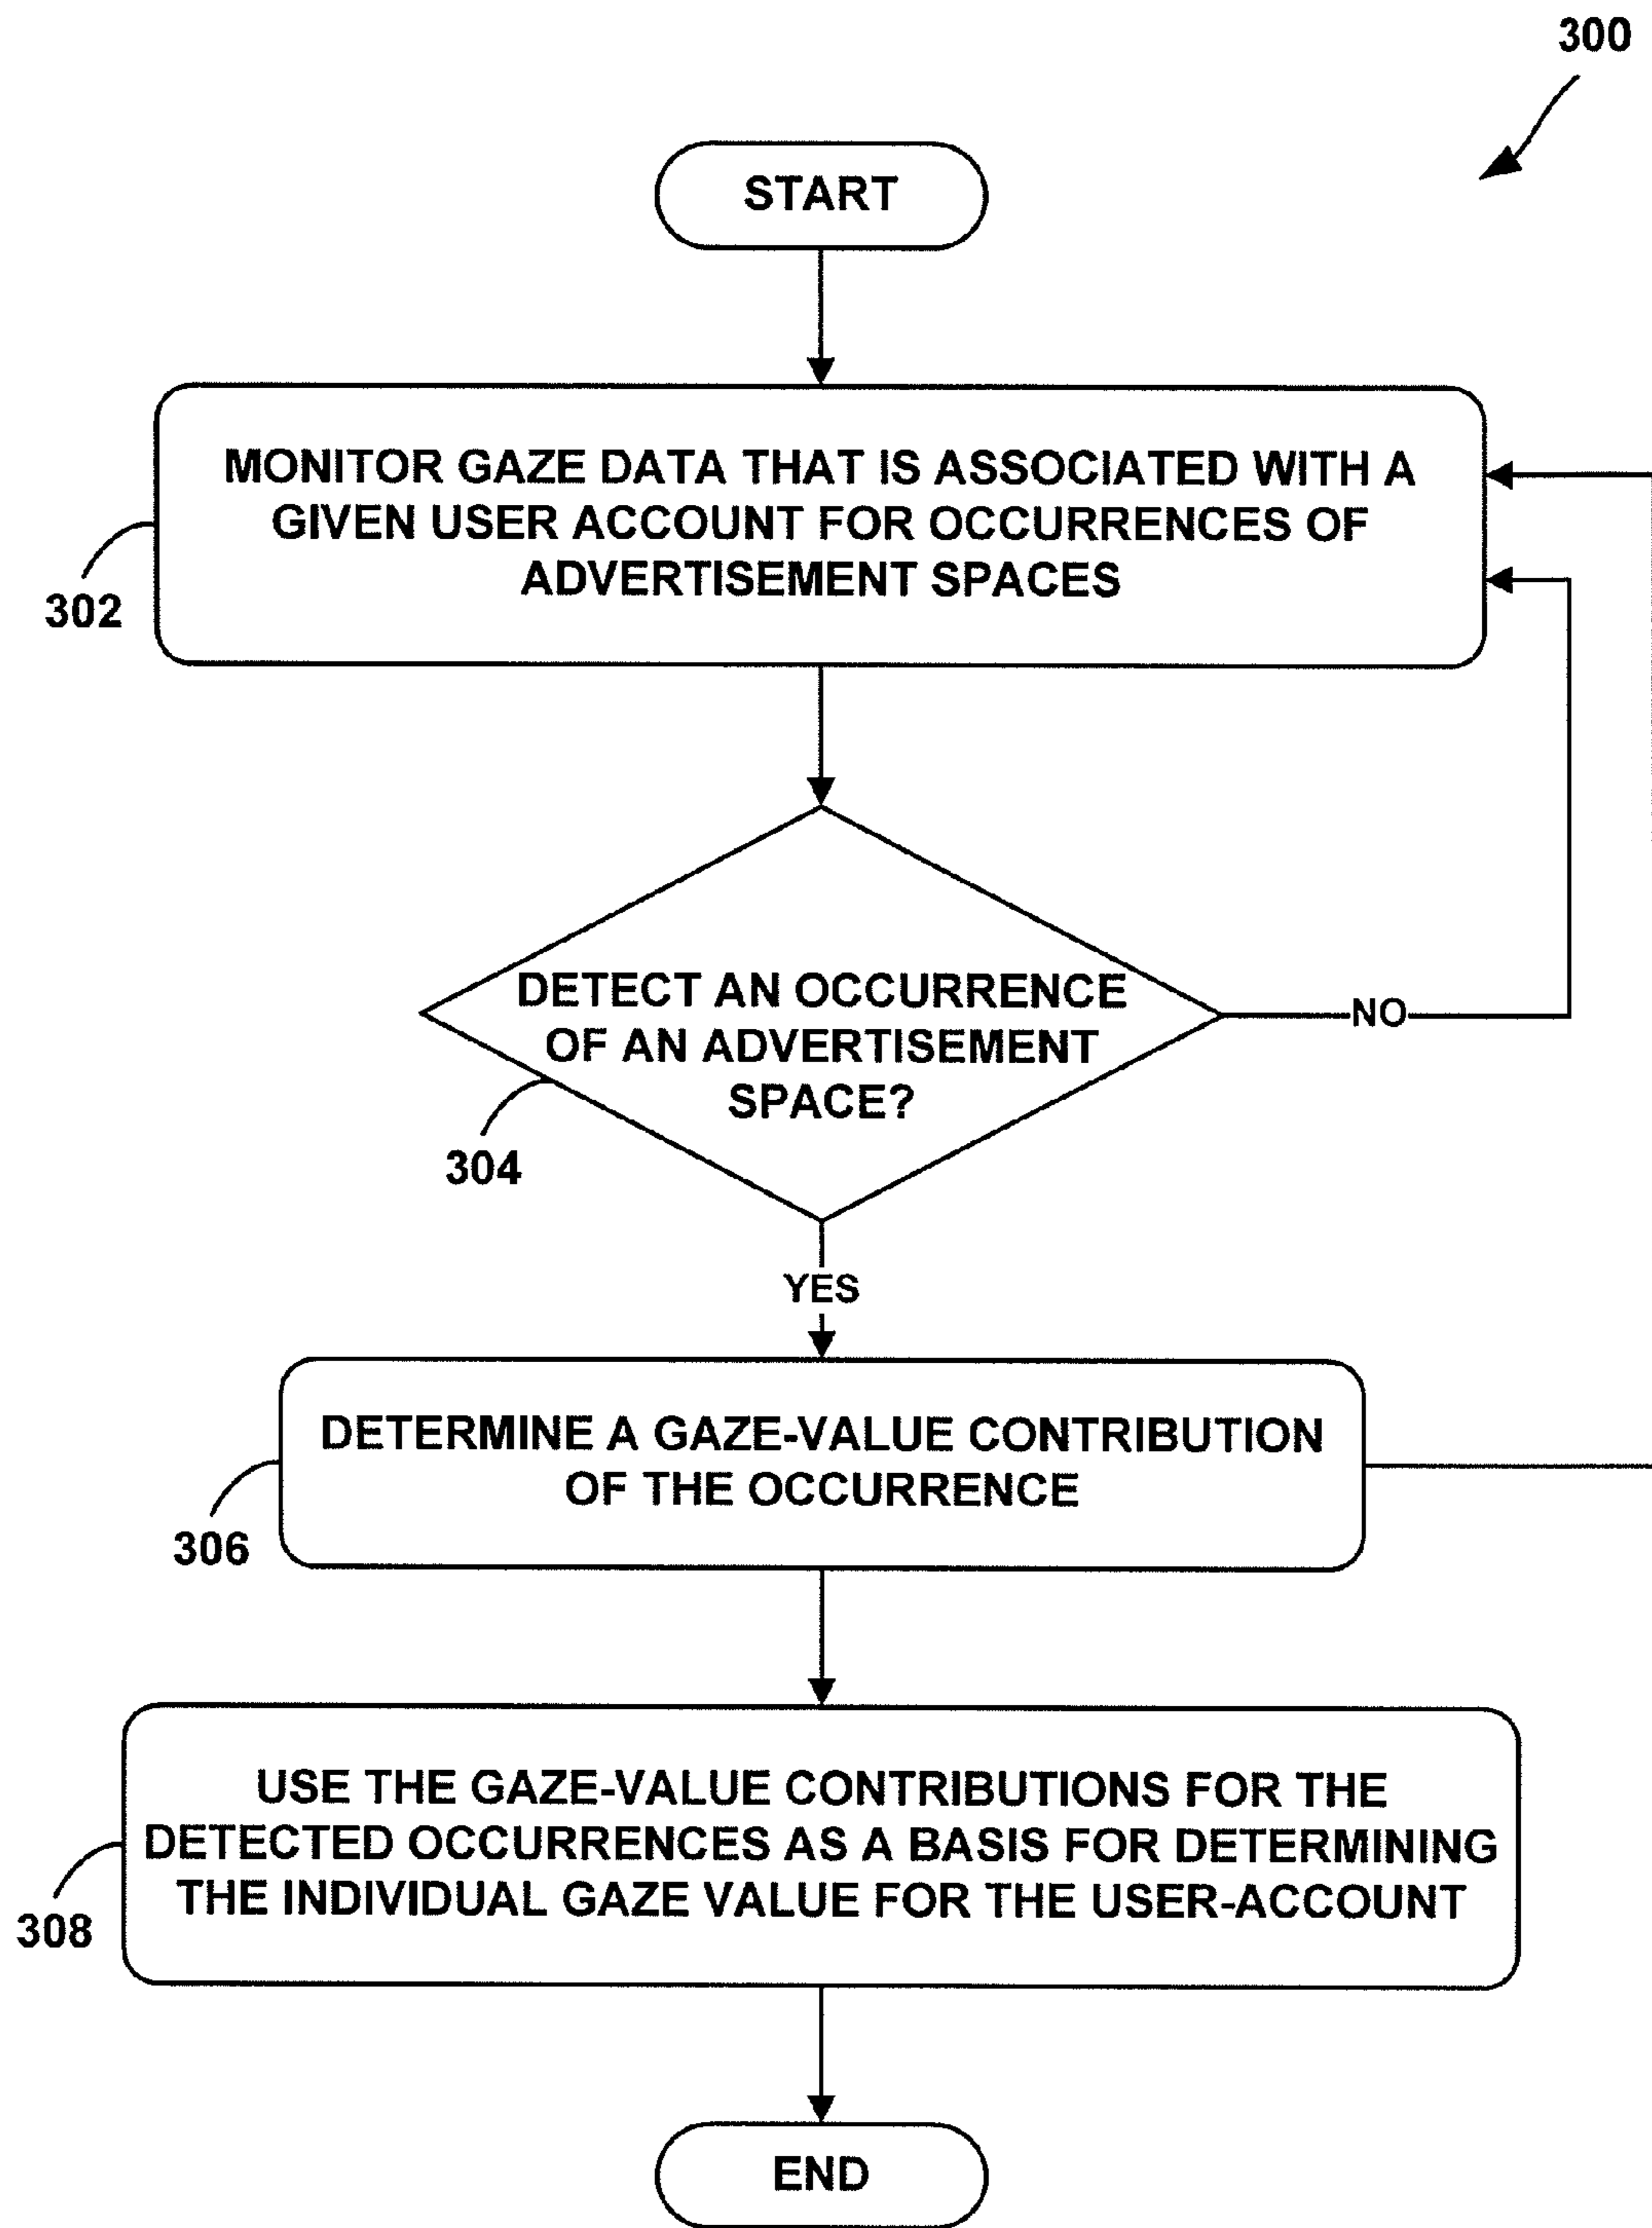 300
START
MONITOR GAZE DATA THAT IS ASSOCIATED WITH A
GIVEN USER ACCOUNT FOR OCCURRENCES OF
ADVERTISEMENT SPACES
302
DETECT AN OCCURRENCE
OF AN ADVERTISEMENT
SPACE?
NO
304
YES
DETERMINE A GAZE-VALUE CONTRIBUTION
OF THE OCCURRENCE
306
USE THE GAZE-VALUE CONTRIBUTIONS FOR THE
DETECTED OCCURRENCES AS A BASIS FOR DETERMINING
THE INDIVIDUAL GAZE VALUE FOR THE USER-ACCOUNT
308
END